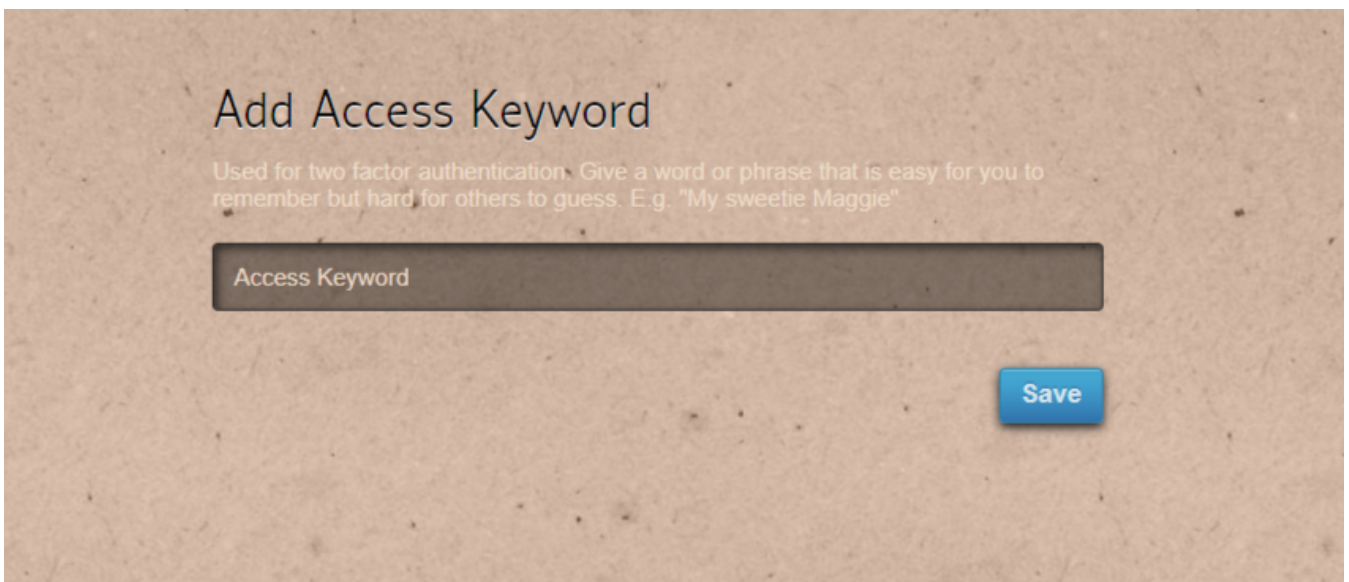 Add Access Keyword
Used for two factor authentication. Give a word or phrase that is easy for you to
remember but hard for others to guess. E.g. "My sweetie Maggie"
Access Keyword
Save